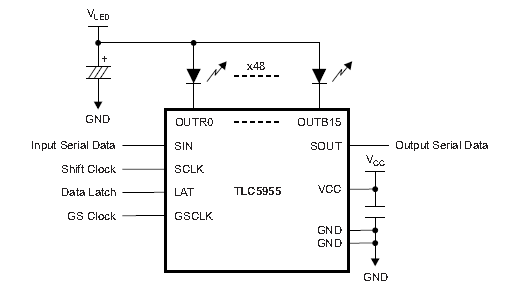 VLED
+
x48
GND
OUTR0
OUTB15
Input Serial Data
SIN
SOUT
Output Serial Data
Shift Clock
SCLK
VCC
Data Latch
LAT
TLC5955
VCC
GS Clock
GSCLK
GND
GND
GND